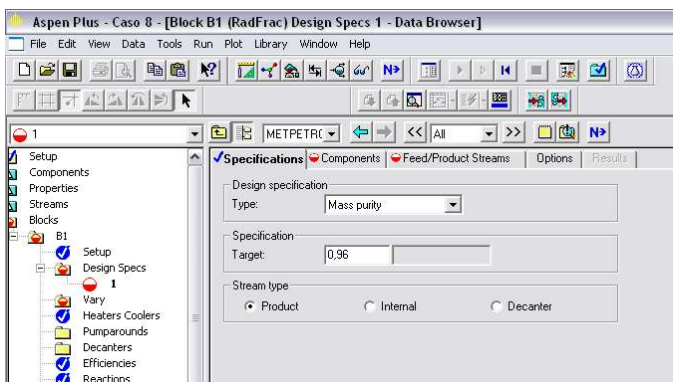 Aspen Plus - Caso 8 - [Block B1 (RadFrac) Design Specs 1 - Data Browser]
File Edit View Data Tools Run Plot Library Window Help
N>
1
METPETRC
<< All >>
N>
Setup
Components
Properties
Streams
Blocks
B1
Setup
Design Specs
1
Vary
Heaters Coolers
Pumparounds
Decanters
Efficiencies
Reactions
Specifications Components Feed/Product Streams Options Results
Design specification
Type: Mass purity
Specification
Target: 0,96
Stream type
Product Internal Decanter